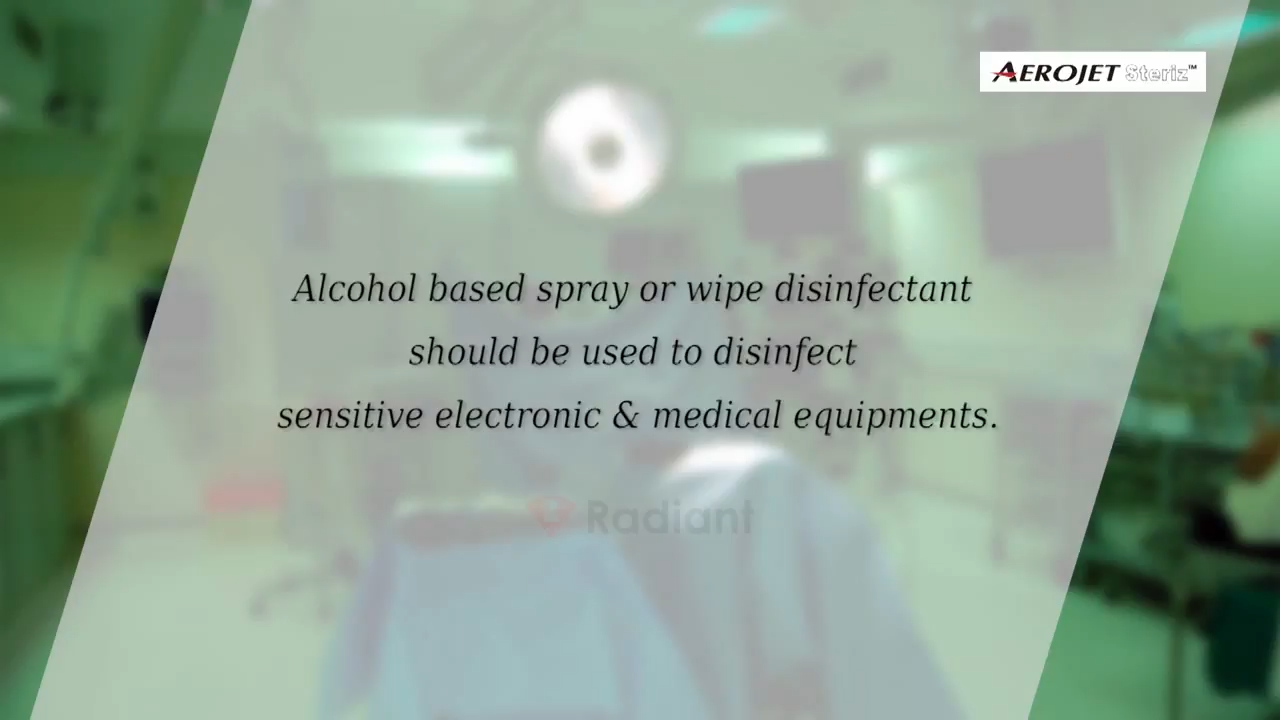 AEROJET Steriz™
Alcohol based spray or wipe disinfectant
should be used to disinfect
sensitive electronic & medical equipments.
Radiant